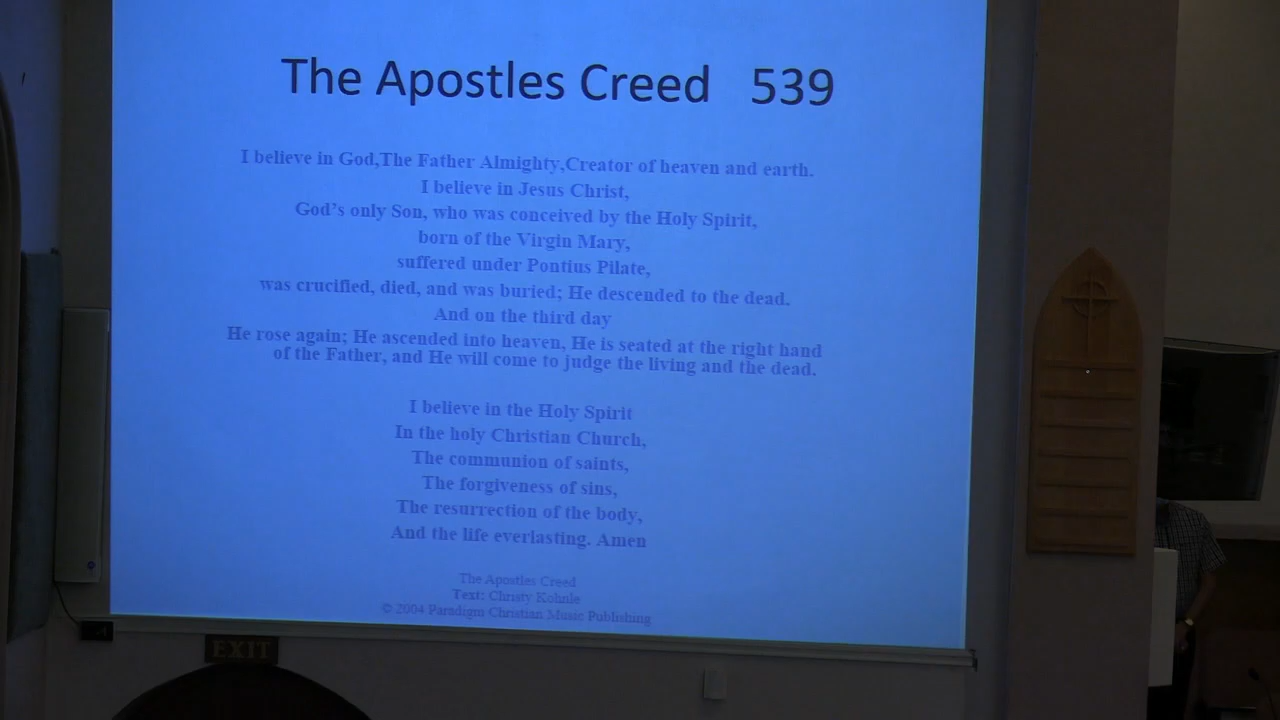 The Apostles Creed 539
I believe in God,The Father Almighty,Creator of heaven and earth.
I believe in Jesus Christ,
God's only Son, who was conceived by the Holy Spirit,
born of the Virgin Mary,
suffered under Pontius Pilate,
was crucified, died, and was buried; He descended to the dead.
And on the third day
He rose again; He ascended into heaven, He is seated at the right hand
of the Father, and He will come to judge the living and the dead.
I believe in the Holy Spirit
In the holy Christian Church,
The communion of saints,
The forgiveness of sins,
The resurrection of the body,
And the life everlasting. Amen
The Apostles Creed
Text: Christy Kohnle
© 2004 Paradigm Christian Music Publishing
EXIT